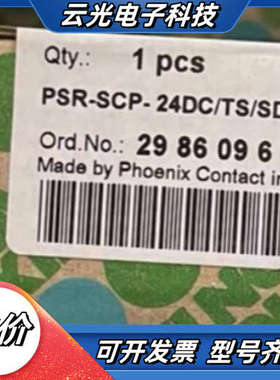 云光电子科技
Qty.: 1 pcs
PSR-SCP- 24DC/TS/SD
Ord.No.: 29 86 09 6
Made by Phoenix Contact in
价
可开发票 型号齐